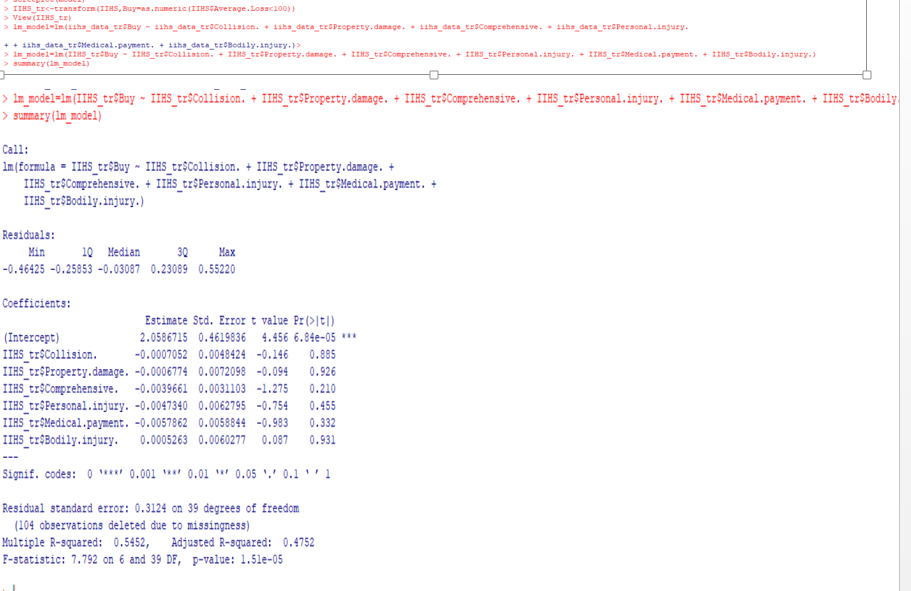 > IIHS_tr<-transform(IIHS,Buy=as.numeric(IIHS$Average.Loss<100))
> View(IIHS_tr)
> lm_model=lm(iihs_data_tr$Buy ~ iihs_data_tr$Collision. + iihs_data_tr$Property.damage. + iihs_data_tr$Comprehensive. + iihs_data_tr$Personal.injury.
+ + iihs_data_tr$Medical.payment. + iihs_data_tr$Bodily.injury.)>
> lm_model=lm(IIHS_tr$Buy ~ IIHS_tr$Collision. + IIHS_tr$Property.damage. + IIHS_tr$Comprehensive. + IIHS_tr$Personal.injury. + IIHS_tr$Medical.payment. + IIHS_tr$Bodily.injury.)
> summary(lm_model)
> lm_model=lm(IIHS_tr$Buy ~ IIHS_tr$Collision. + IIHS_tr$Property.damage. + IIHS_tr$Comprehensive. + IIHS_tr$Personal.injury. + IIHS_tr$Medical.payment. + IIHS_tr$Bodily.
> summary(lm_model)
Call:
lm(formula = IIHS_tr$Buy ~ IIHS_tr$Collision. + IIHS_tr$Property.damage. +
IIHS_tr$Comprehensive. + IIHS_tr$Personal.injury. + IIHS_tr$Medical.payment. +
IIHS_tr$Bodily.injury.)
Residuals:
Min 1Q Median 3Q Max
-0.46425 -0.25853 -0.03087 0.23089 0.55220
Coefficients:
Estimate Std. Error t value Pr(>|t|)
(Intercept) 2.0586715 0.4619836 4.456 6.84e-05 ***
IIHS_tr$Collision. -0.0007052 0.0048424 -0.146 0.885
IIHS_tr$Property.damage. -0.0006774 0.0072098 -0.094 0.926
IIHS_tr$Comprehensive. -0.0039661 0.0031103 -1.275 0.210
IIHS_tr$Personal.injury. -0.0047340 0.0062795 -0.754 0.455
IIHS_tr$Medical.payment. -0.0057862 0.0058844 -0.983 0.332
IIHS_tr$Bodily.injury. 0.0005263 0.0060277 0.087 0.931
---
Signif. codes: 0 ‘***’ 0.001 ‘**’ 0.01 ‘*’ 0.05 ‘.’ 0.1 ‘ ’ 1
Residual standard error: 0.3124 on 39 degrees of freedom
(104 observations deleted due to missingness)
Multiple R-squared: 0.5452, Adjusted R-squared: 0.4752
F-statistic: 7.792 on 6 and 39 DF, p-value: 1.51e-05